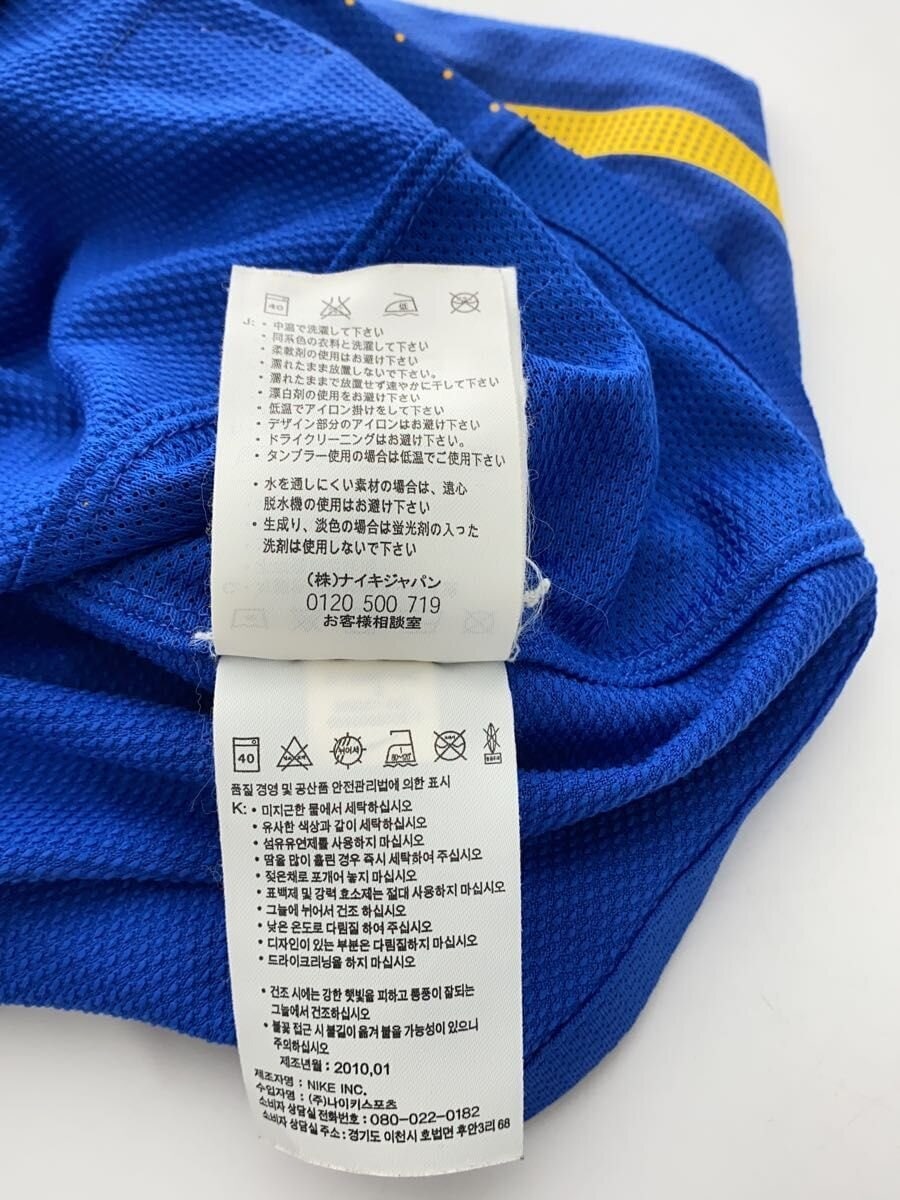 40 低
J: ・中温で洗濯して下さい
・同系色の衣料と洗濯して下さい
・柔軟剤の使用はお避け下さい
・濡れたまま放置しないで下さい。
・濡れたままで放置せず速やかに干して下さい
・漂白剤の使用をお避け下さい
・低温でアイロン掛けをして下さい
・デザイン部分のアイロンはお避け下さい
・ドライクリーニングはお避け下さい。
・タンブラー使用の場合は低温でご使用下さい
・水を通しにくい素材の場合は、遠心
脱水機の使用はお避け下さい
・生成り、淡色の場合は蛍光剤の入った
洗剤は使用しないで下さい
(株)ナイキジャパン
0120 500 719
お客様相談室
40 1
품질 경영 및 공산품 안전관리법에 의한 표시
K: • 미지근한 물에서 세탁하십시오
• 유사한 색상과 같이 세탁하십시오
• 섬유유연제를 사용하지 마십시오
• 땀을 많이 흘린 경우 즉시 세탁하여 주십시오
• 젖은채로 포개어 놓지 마십시오
• 표백제 및 강력 효소제는 절대 사용하지 마십시오
• 그늘에 뉘어서 건조 하십시오
• 낮은 온도로 다림질 하여 주십시오
• 디자인이 있는 부분은 다림질하지 마십시오
• 드라이크리닝을 하지 마십시오
• 건조 시에는 강한 햇빛을 피하고 통풍이 잘되는
그늘에서 건조하십시오
• 불꽃 접근 시 불길이 옮겨 붙을 가능성이 있으니
주의하십시오
제조년월 : 2010,01
제조자명 : NIKE INC.
수입자명 : (주)나이키스포츠
소비자 상담실 전화번호 : 080-022-0182
소비자 상담실 주소 : 경기도 이천시 호법면 후안3리 68